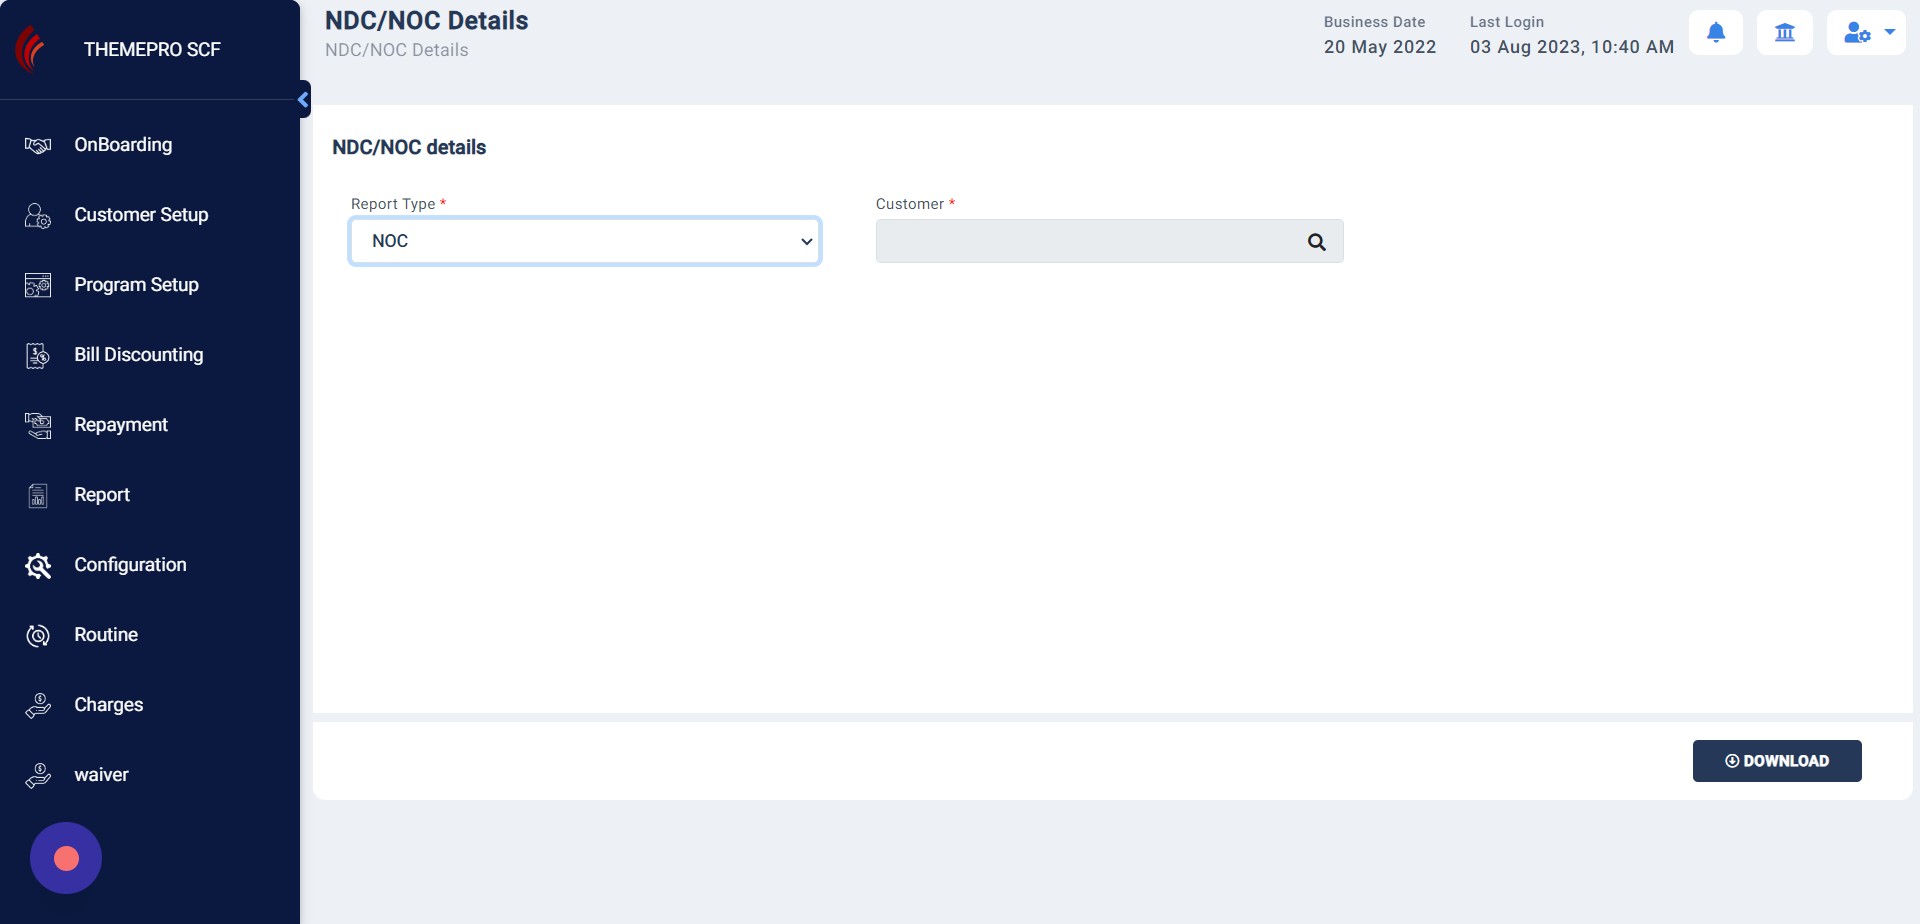 THEMEPRO SCF
OnBoarding
Customer Setup
Program Setup
Bill Discounting
Repayment
Report
Configuration
Routine
Charges
waiver
NDC/NOC Details
NDC/NOC Details
Business Date
20 May 2022
Last Login
03 Aug 2023, 10:40 AM
NDC/NOC details
Report Type *
NOC
Customer *
DOWNLOAD